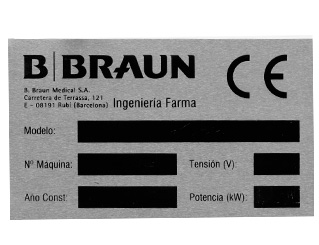 B|BRAUN CE
B. Braun Medical S.A.
Carretera de Terrassa, 121
E - 08191 Rubí (Barcelona) Ingeniería Farma
Modelo:
Nº Máquina: Tensión (V):
Año Const: Potencia (kW):